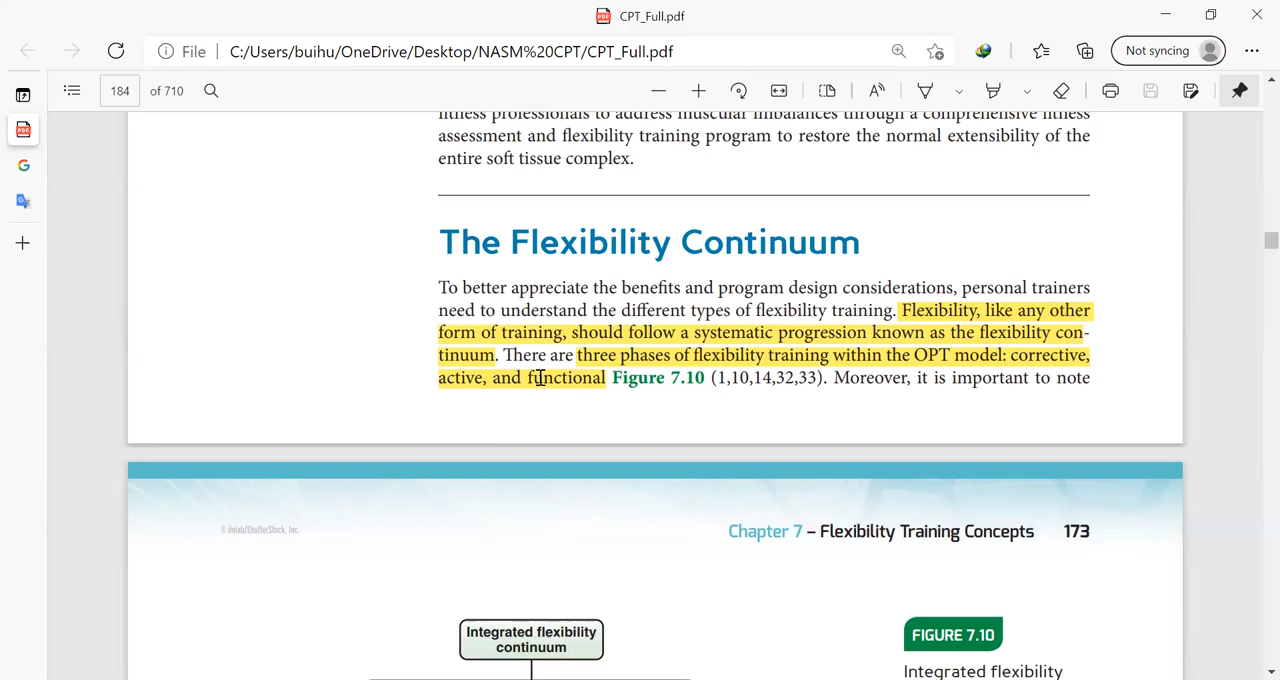 CPT_Full.pdf
File
C:/Users/buihu/OneDrive/Desktop/NASM%20CPT/CPT_Full.pdf
Not syncing
184 of 710
fitness professionals to address muscular imbalances through a comprehensive fitness
assessment and flexibility training program to restore the normal extensibility of the
entire soft tissue complex.
The Flexibility Continuum
To better appreciate the benefits and program design considerations, personal trainers
need to understand the different types of flexibility training. Flexibility, like any other
form of training, should follow a systematic progression known as the flexibility con-
tinuum. There are three phases of flexibility training within the OPT model: corrective,
active, and functional Figure 7.10 (1,10,14,32,33). Moreover, it is important to note
© ilolab/ShutterStock, Inc.
Chapter 7 – Flexibility Training Concepts 173
Integrated flexibility
continuum
FIGURE 7.10
Integrated flexibility